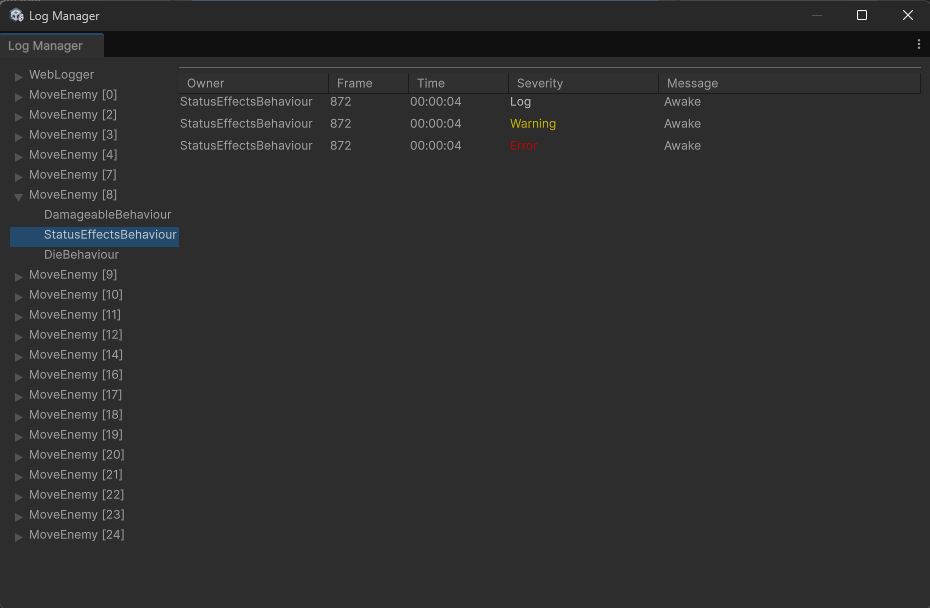 Log Manager
Log Manager
WebLogger
MoveEnemy [0]
MoveEnemy [2]
MoveEnemy [3]
MoveEnemy [4]
MoveEnemy [7]
MoveEnemy [8]
DamageableBehaviour
StatusEffectsBehaviour
DieBehaviour
MoveEnemy [9]
MoveEnemy [10]
MoveEnemy [11]
MoveEnemy [12]
MoveEnemy [14]
MoveEnemy [16]
MoveEnemy [17]
MoveEnemy [18]
MoveEnemy [19]
MoveEnemy [20]
MoveEnemy [21]
MoveEnemy [22]
MoveEnemy [23]
MoveEnemy [24]
Owner Frame Time Severity Message
StatusEffectsBehaviour 872 00:00:04 Log Awake
StatusEffectsBehaviour 872 00:00:04 Warning Awake
StatusEffectsBehaviour 872 00:00:04 Error Awake